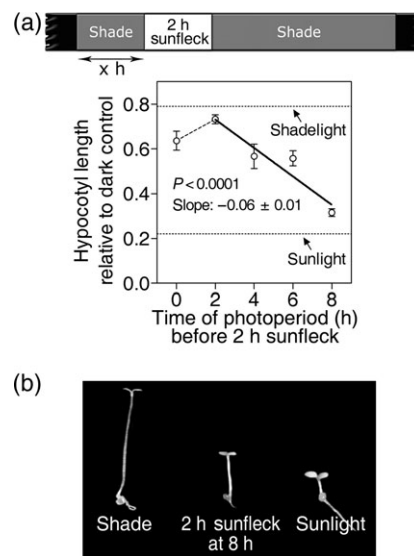 (a)
Shade
2 h
sunfleck
Shade
x h
Hypocotyl length
relative to dark control
0.8
0.6
0.4
0.2
0.0
Shadelight
P<0.0001
Slope: −0.06 ± 0.01
Sunlight
0 2 4 6 8
Time of photoperiod (h)
before 2 h sunfleck
(b)
Shade
2 h sunfleck
at 8 h
Sunlight